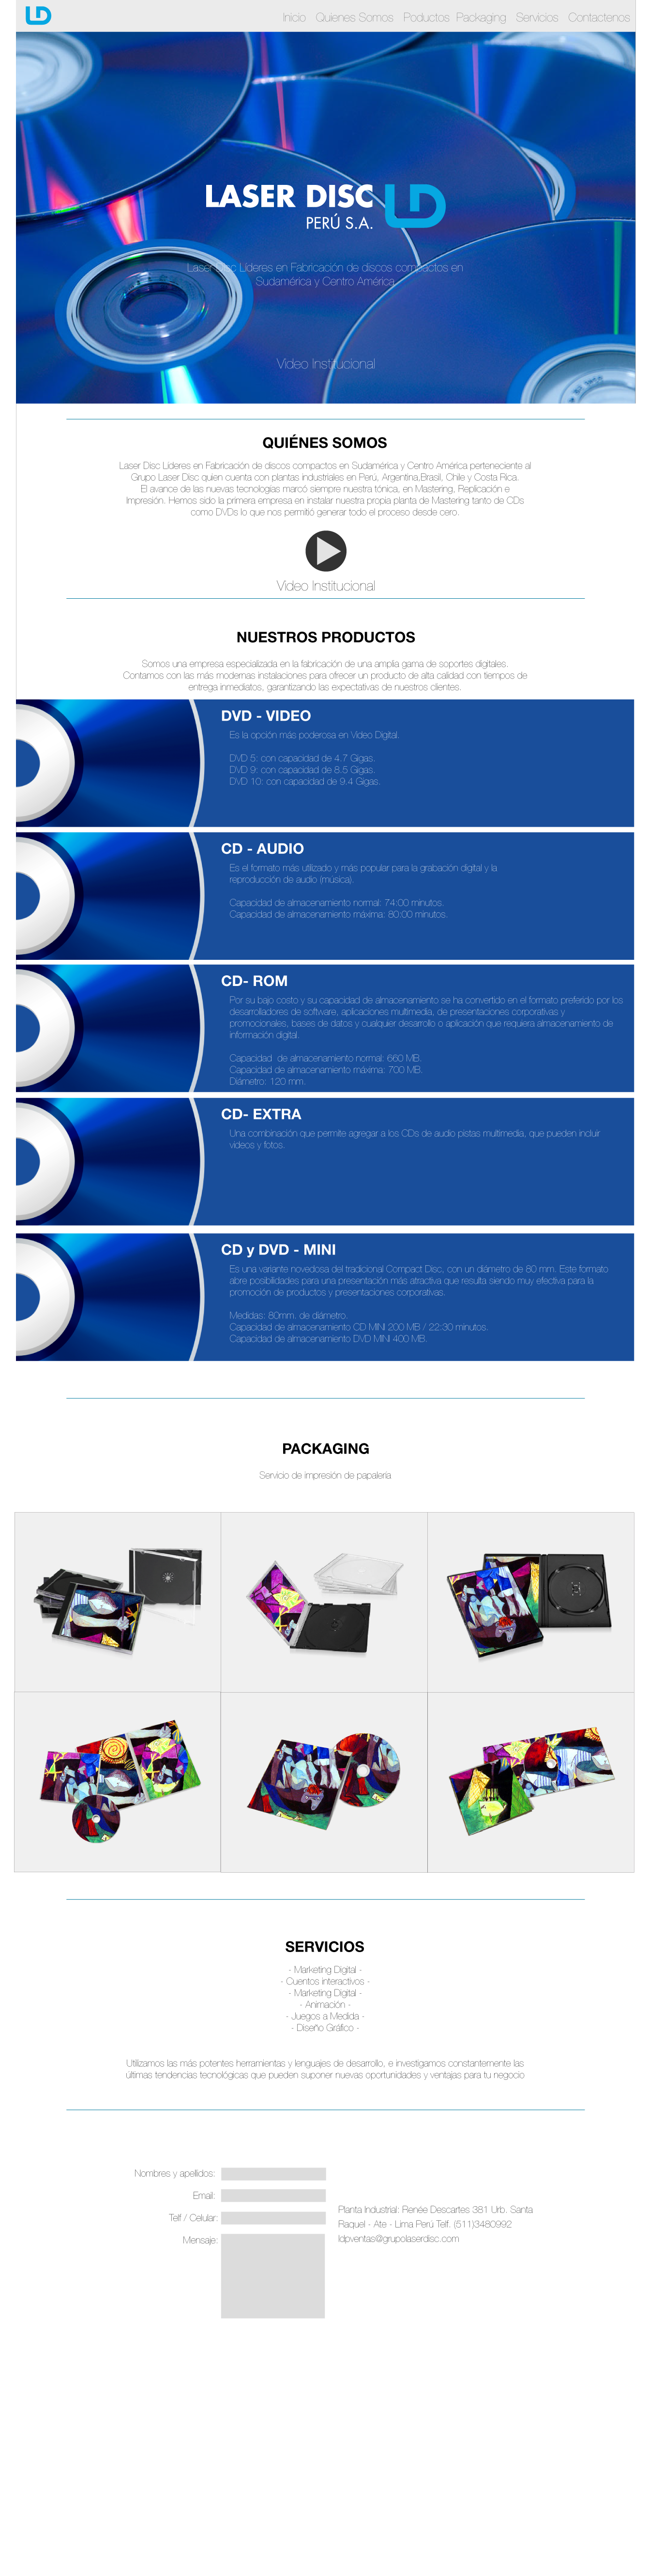 Inicio Quienes Somos Poductos Packaging Servicios Contactenos
LASER DISC
PERÚ S.A.
Laser Disc Líderes en Fabricación de discos compactos en
Sudamérica y Centro América
Video Institucional
QUIÉNES SOMOS
Laser Disc Líderes en Fabricación de discos compactos en Sudamérica y Centro América perteneciente al
Grupo Laser Disc quien cuenta con plantas industriales en Perú, Argentina,Brasil, Chile y Costa Rica.
El avance de las nuevas tecnologías marcó siempre nuestra tónica, en Mastering, Replicación e
Impresión. Hemos sido la primera empresa en instalar nuestra propia planta de Mastering tanto de CDs
como DVDs lo que nos permitió generar todo el proceso desde cero.
Video Institucional
NUESTROS PRODUCTOS
Somos una empresa especializada en la fabricación de una amplia gama de soportes digitales.
Contamos con las más modernas instalaciones para ofrecer un producto de alta calidad con tiempos de
entrega inmediatos, garantizando las expectativas de nuestros clientes.
DVD - VIDEO
Es la opción más poderosa en Video Digital.
DVD 5: con capacidad de 4.7 Gigas.
DVD 9: con capacidad de 8.5 Gigas.
DVD 10: con capacidad de 9.4 Gigas.
CD - AUDIO
Es el formato más utilizado y más popular para la grabación digital y la
reproducción de audio (música).
Capacidad de almacenamiento normal: 74:00 minutos.
Capacidad de almacenamiento máxima: 80:00 minutos.
CD- ROM
Por su bajo costo y su capacidad de almacenamiento se ha convertido en el formato preferido por los
desarrolladores de software, aplicaciones multimedia, de presentaciones corporativas y
promocionales, bases de datos y cualquier desarrollo o aplicación que requiera almacenamiento de
información digital.
Capacidad de almacenamiento normal: 660 MB.
Capacidad de almacenamiento máxima: 700 MB.
Diámetro: 120 mm.
CD- EXTRA
Una combinación que permite agregar a los CDs de audio pistas multimedia, que pueden incluir
videos y fotos.
CD y DVD - MINI
Es una variante novedosa del tradicional Compact Disc, con un diámetro de 80 mm. Este formato
abre posibilidades para una presentación más atractiva que resulta siendo muy efectiva para la
promoción de productos y presentaciones corporativas.
Medidas: 80mm. de diámetro.
Capacidad de almacenamiento CD MINI 200 MB / 22:30 minutos.
Capacidad de almacenamiento DVD MINI 400 MB.
PACKAGING
Servicio de impresión de papaleria
SERVICIOS
- Marketing Digital -
- Cuentos interactivos -
- Marketing Digital -
- Animación -
- Juegos a Medida -
- Diseño Gráfico -
Utilizamos las más potentes herramientas y lenguajes de desarrollo, e investigamos constantemente las
últimas tendencias tecnológicas que pueden suponer nuevas oportunidades y ventajas para tu negocio
Nombres y apellidos:
Email:
Telf / Celular:
Mensaje:
Planta Industrial: Renée Descartes 381 Urb. Santa
Raquel - Ate - Lima Perú Telf. (511)3480992
ldpventas@grupolaserdisc.com